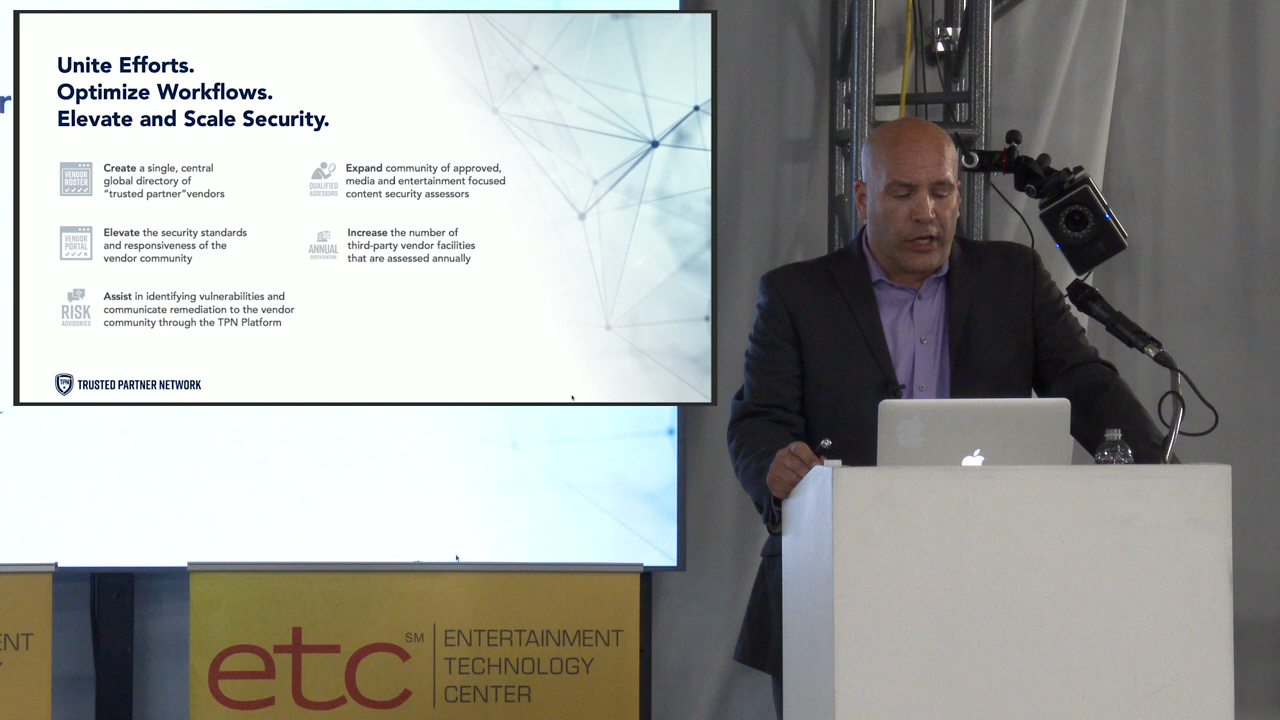 Unite Efforts.
Optimize Workflows.
Elevate and Scale Security.
VENDOR
ROSTER
Create a single, central
global directory of
“trusted partner”vendors
QUALIFIED
ASSESSORS
Expand community of approved,
media and entertainment focused
content security assessors
VENDOR
PORTAL
Elevate the security standards
and responsiveness of the
vendor community
ANNUAL
CERTIFICATION
Increase the number of
third-party vendor facilities
that are assessed annually
RISK
ADVISORIES
Assist in identifying vulnerabilities and
communicate remediation to the vendor
community through the TPN Platform
TPN
TRUSTED PARTNER NETWORK
r
ENT
Y
etc SM
ENTERTAINMENT
TECHNOLOGY
CENTER